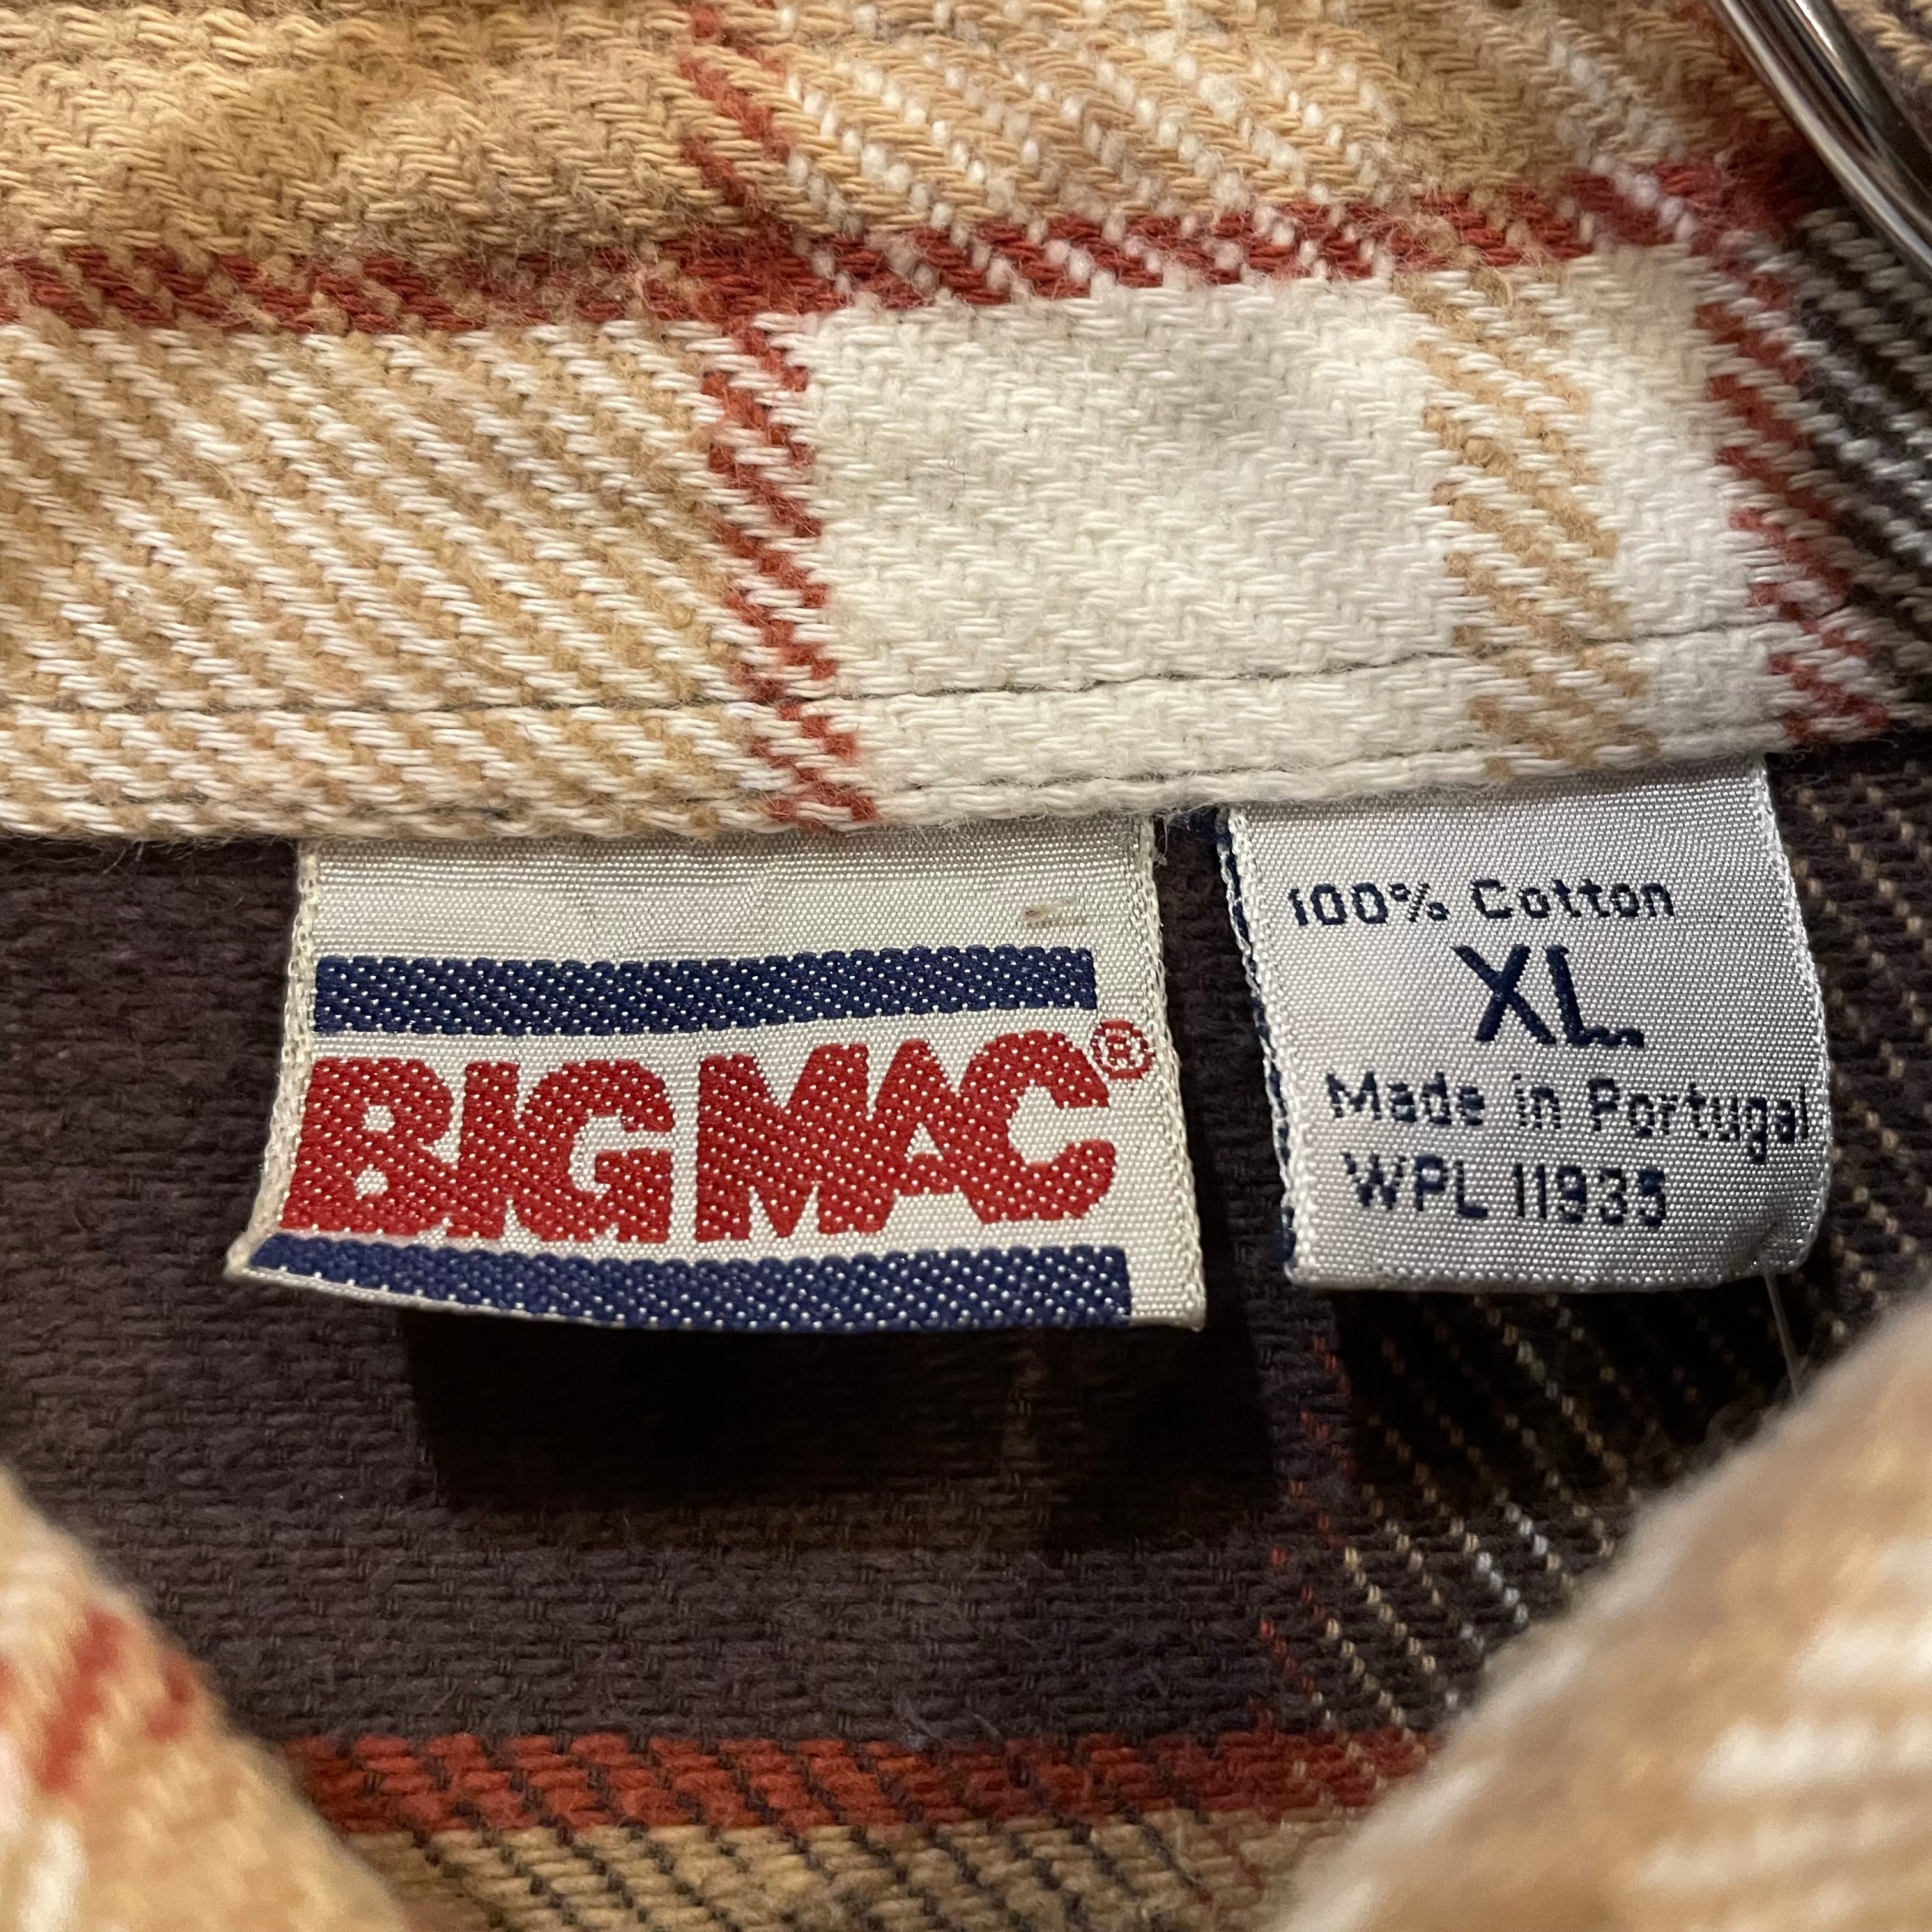 BIG MAC®
100% Cotton
XL
Made in Portugal
WPL 11935